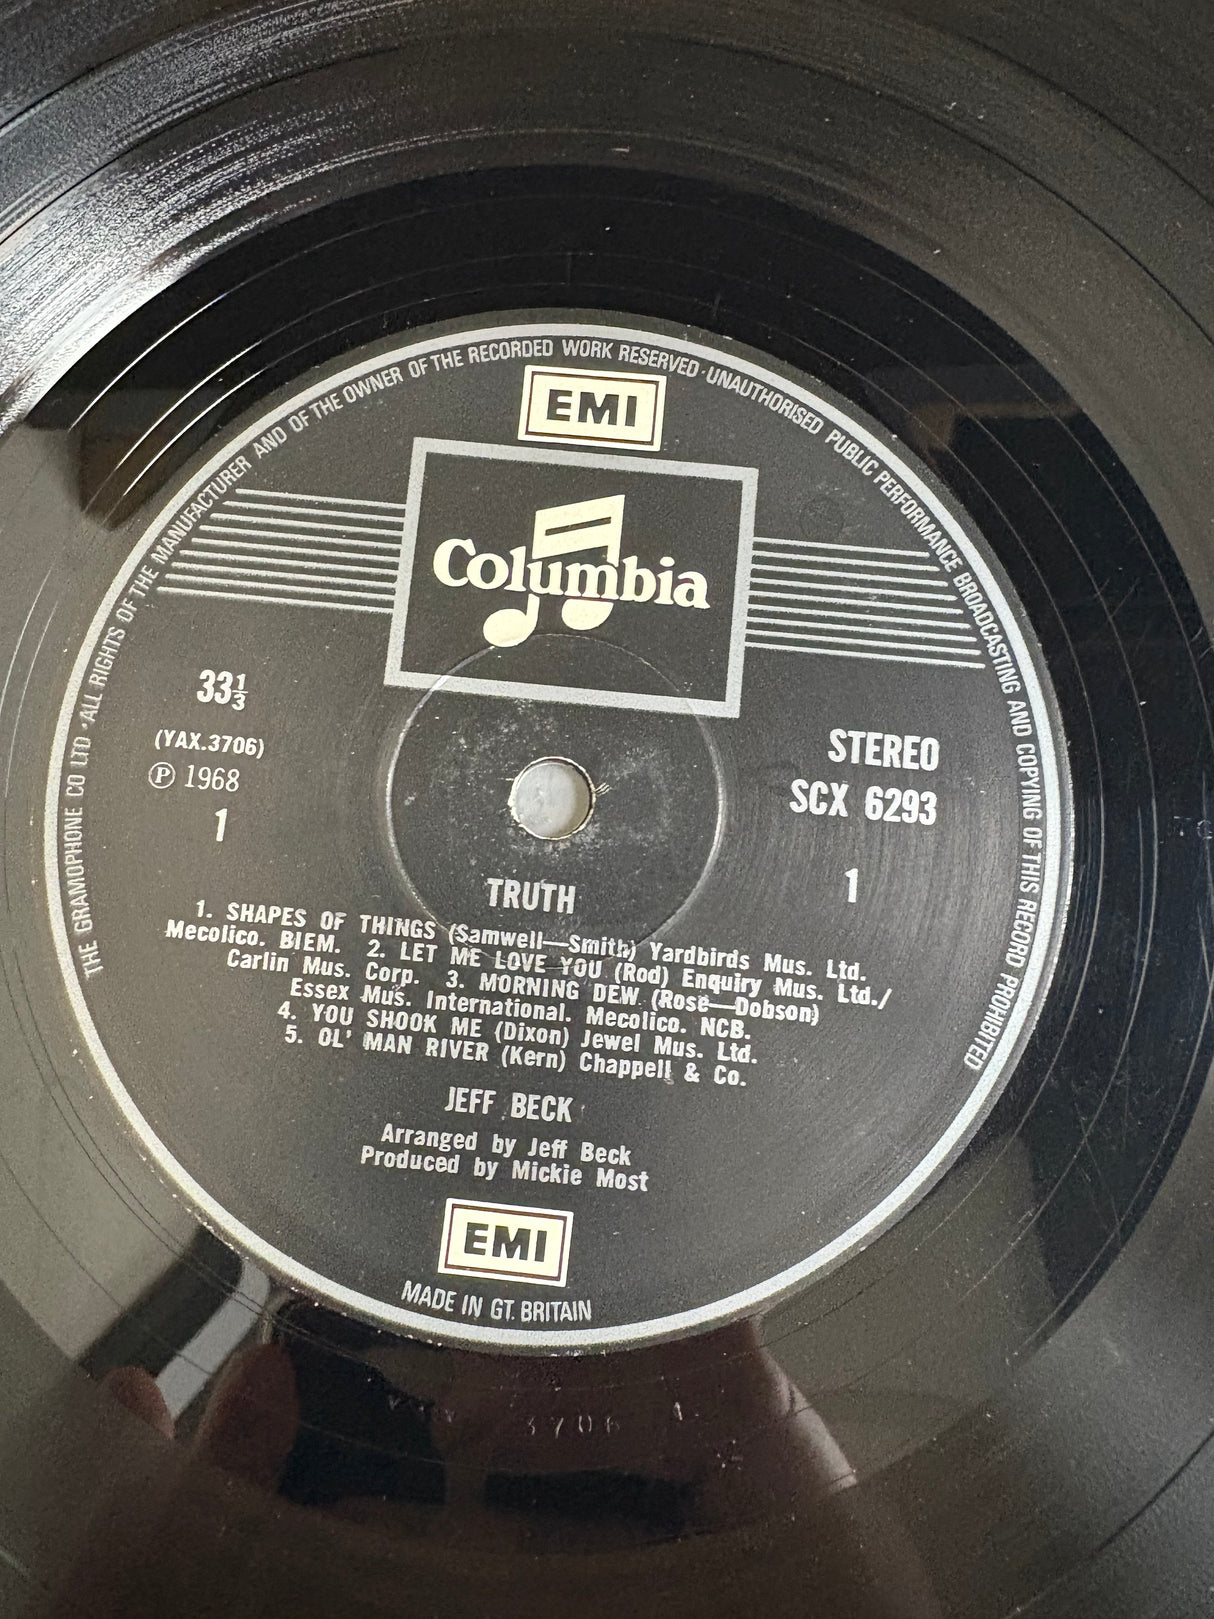 THE GRAMOPHONE CO LTD · ALL RIGHTS OF THE MANUFACTURER AND OF THE OWNER OF THE RECORDED WORK RESERVED · UNAUTHORISED PUBLIC PERFORMANCE BROADCASTING AND COPYING OF THIS RECORD PROHIBITED
EMI
Columbia
33⅓
(YAX.3706)
℗ 1968
1
STEREO
SCX 6293
1
TRUTH
1. SHAPES OF THINGS (Samwell—Smith) Yardbirds Mus. Ltd.
Mecolico. BIEM. 2. LET ME LOVE YOU (Rod) Enquiry Mus. Ltd./
Carlin Mus. Corp. 3. MORNING DEW (Rose—Dobson)
Essex Mus. International. Mecolico. NCB.
4. YOU SHOOK ME (Dixon) Jewel Mus. Ltd.
5. OL' MAN RIVER (Kern) Chappell & Co.
JEFF BECK
Arranged by Jeff Beck
Produced by Mickie Most
EMI
MADE IN GT. BRITAIN
3706